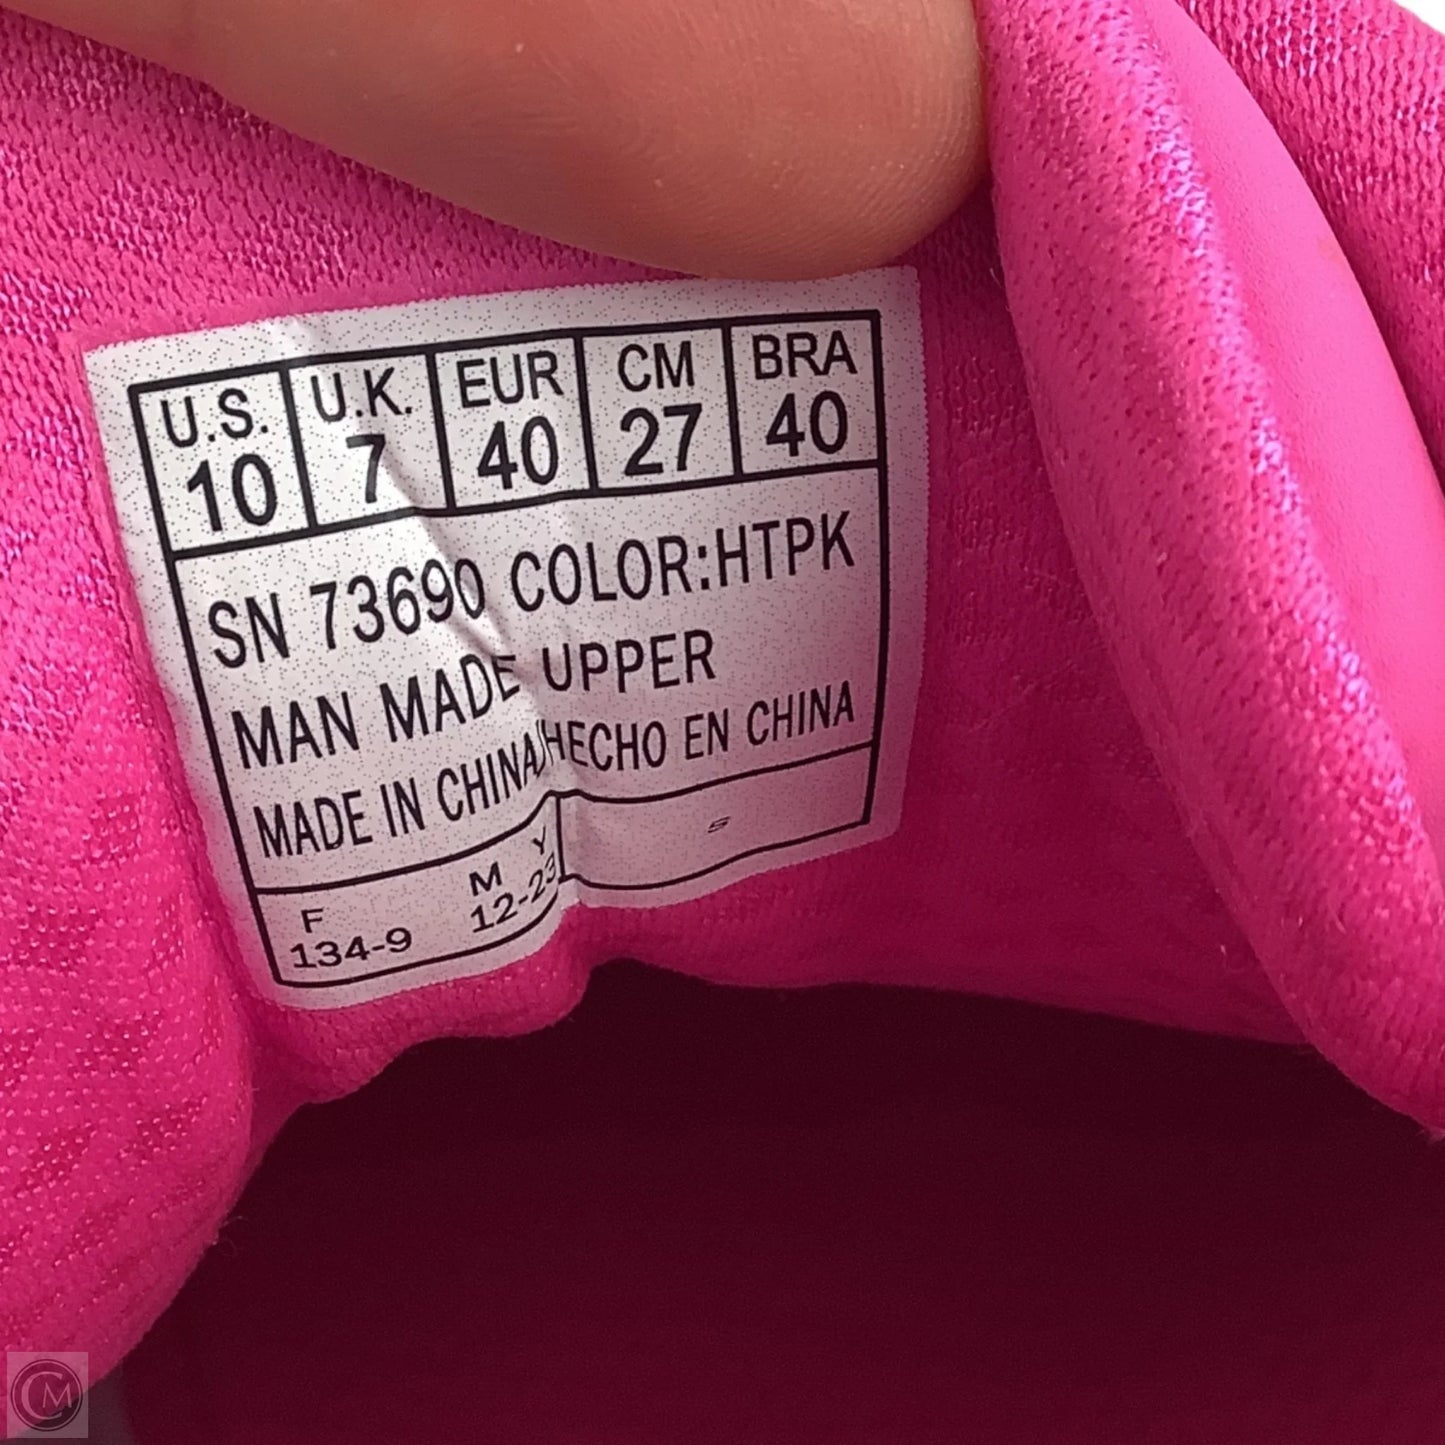 U.S. U.K. EUR CM BRA
10 7 40 27 40
SN 73690 COLOR:HTPK
MAN MADE UPPER
MADE IN CHINA/HECHO EN CHINA
F M Y S
134-9 12-23
CM